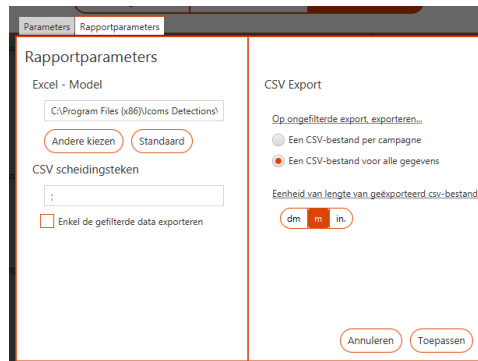 Parameters
Rapportparameters
Rapportparameters
Excel - Model
C:\Program Files (x86)\Icoms Detections\
Andere kiezen
Standaard
CSV scheidingsteken
;
Enkel de gefilterde data exporteren
CSV Export
Op ongefilterde export, exporteren...
Een CSV-bestand per campagne
Een CSV-bestand voor alle gegevens
Eenheid van lengte van geëxporteerd csv-bestand
dm
m
in.
Annuleren
Toepassen